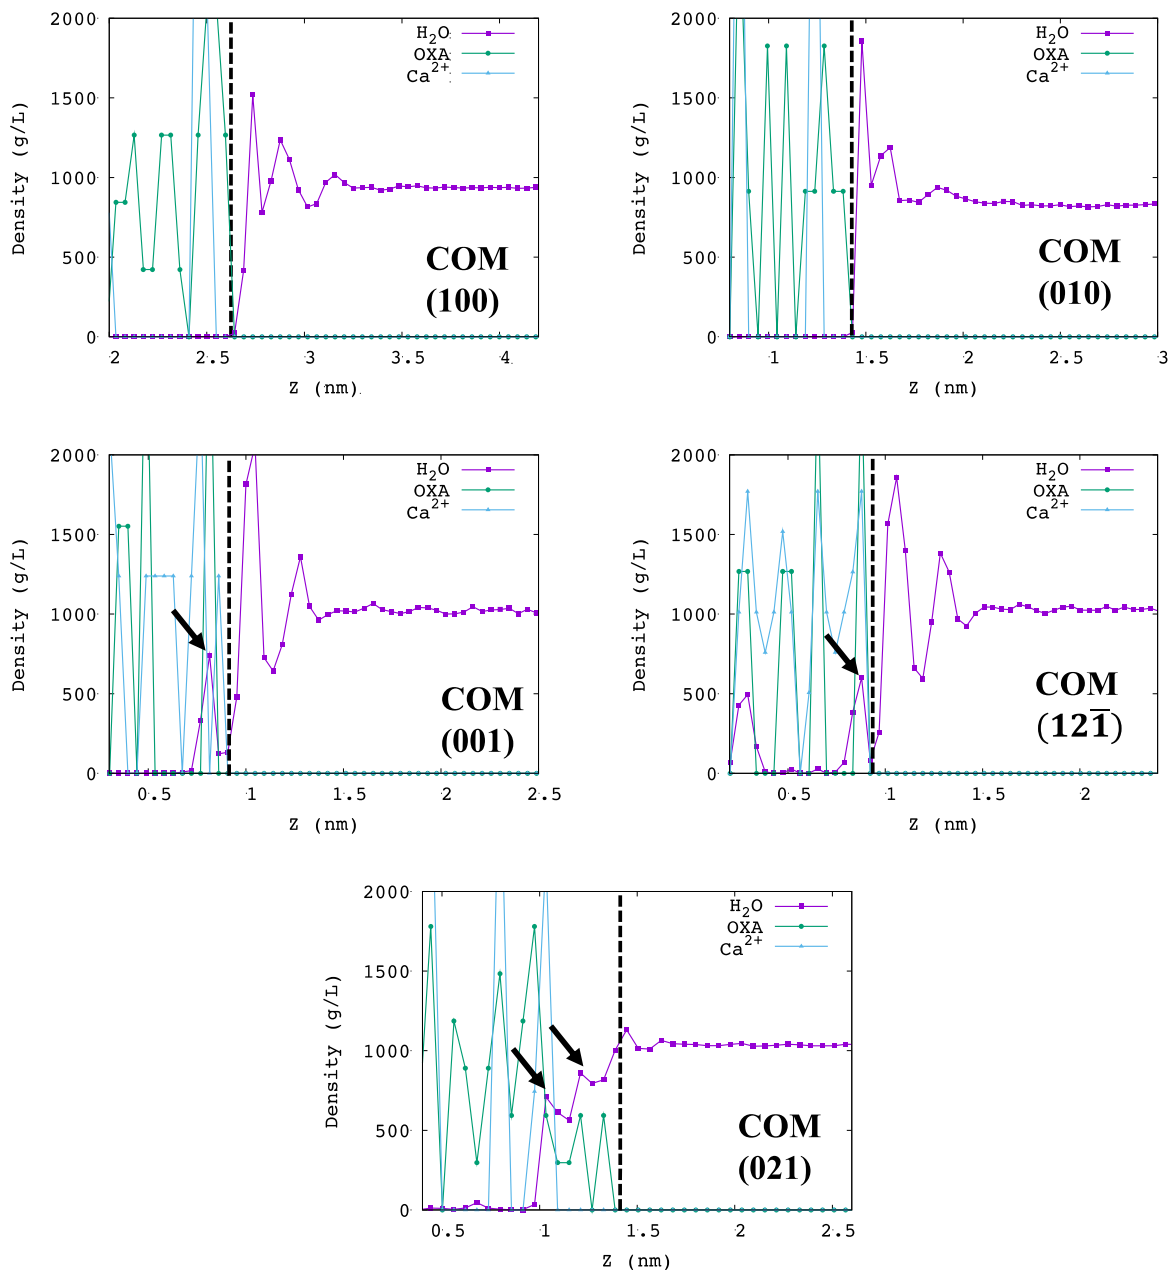 2000
1500
1000
500
0
Density (g/L)
H2O
OXA
Ca2+
COM
(100)
2 2.5 3 3.5 4
Z (nm)
2000
1500
1000
500
0
Density (g/L)
H2O
OXA
Ca2+
COM
(010)
1 1.5 2 2.5 3
Z (nm)
2000
1500
1000
500
0
Density (g/L)
H2O
OXA
Ca2+
COM
(001)
0.5 1 1.5 2 2.5
Z (nm)
2000
1500
1000
500
0
Density (g/L)
H2O
OXA
Ca2+
COM
(121̅)
0.5 1 1.5 2
Z (nm)
2000
1500
1000
500
0
Density (g/L)
H2O
OXA
Ca2+
COM
(021)
0.5 1 1.5 2 2.5
Z (nm)